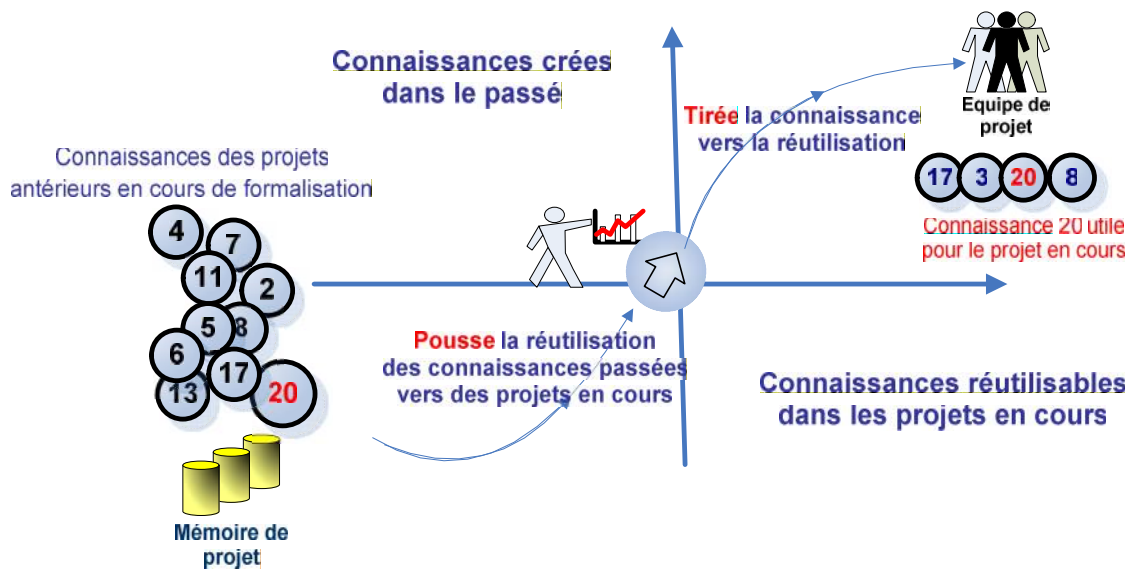 Connaissances crées
dans le passé
Connaissances des projets
antérieurs en cours de formalisation
4
7
11
2
5
8
6
17
13
20
Mémoire de
projet
Pousse la réutilisation
des connaissances passées
vers des projets en cours
Tirée la connaissance
vers la réutilisation
Equipe de
projet
17 3 20 8
Connaissance 20 utile
pour le projet en cours
Connaissances réutilisables
dans les projets en cours